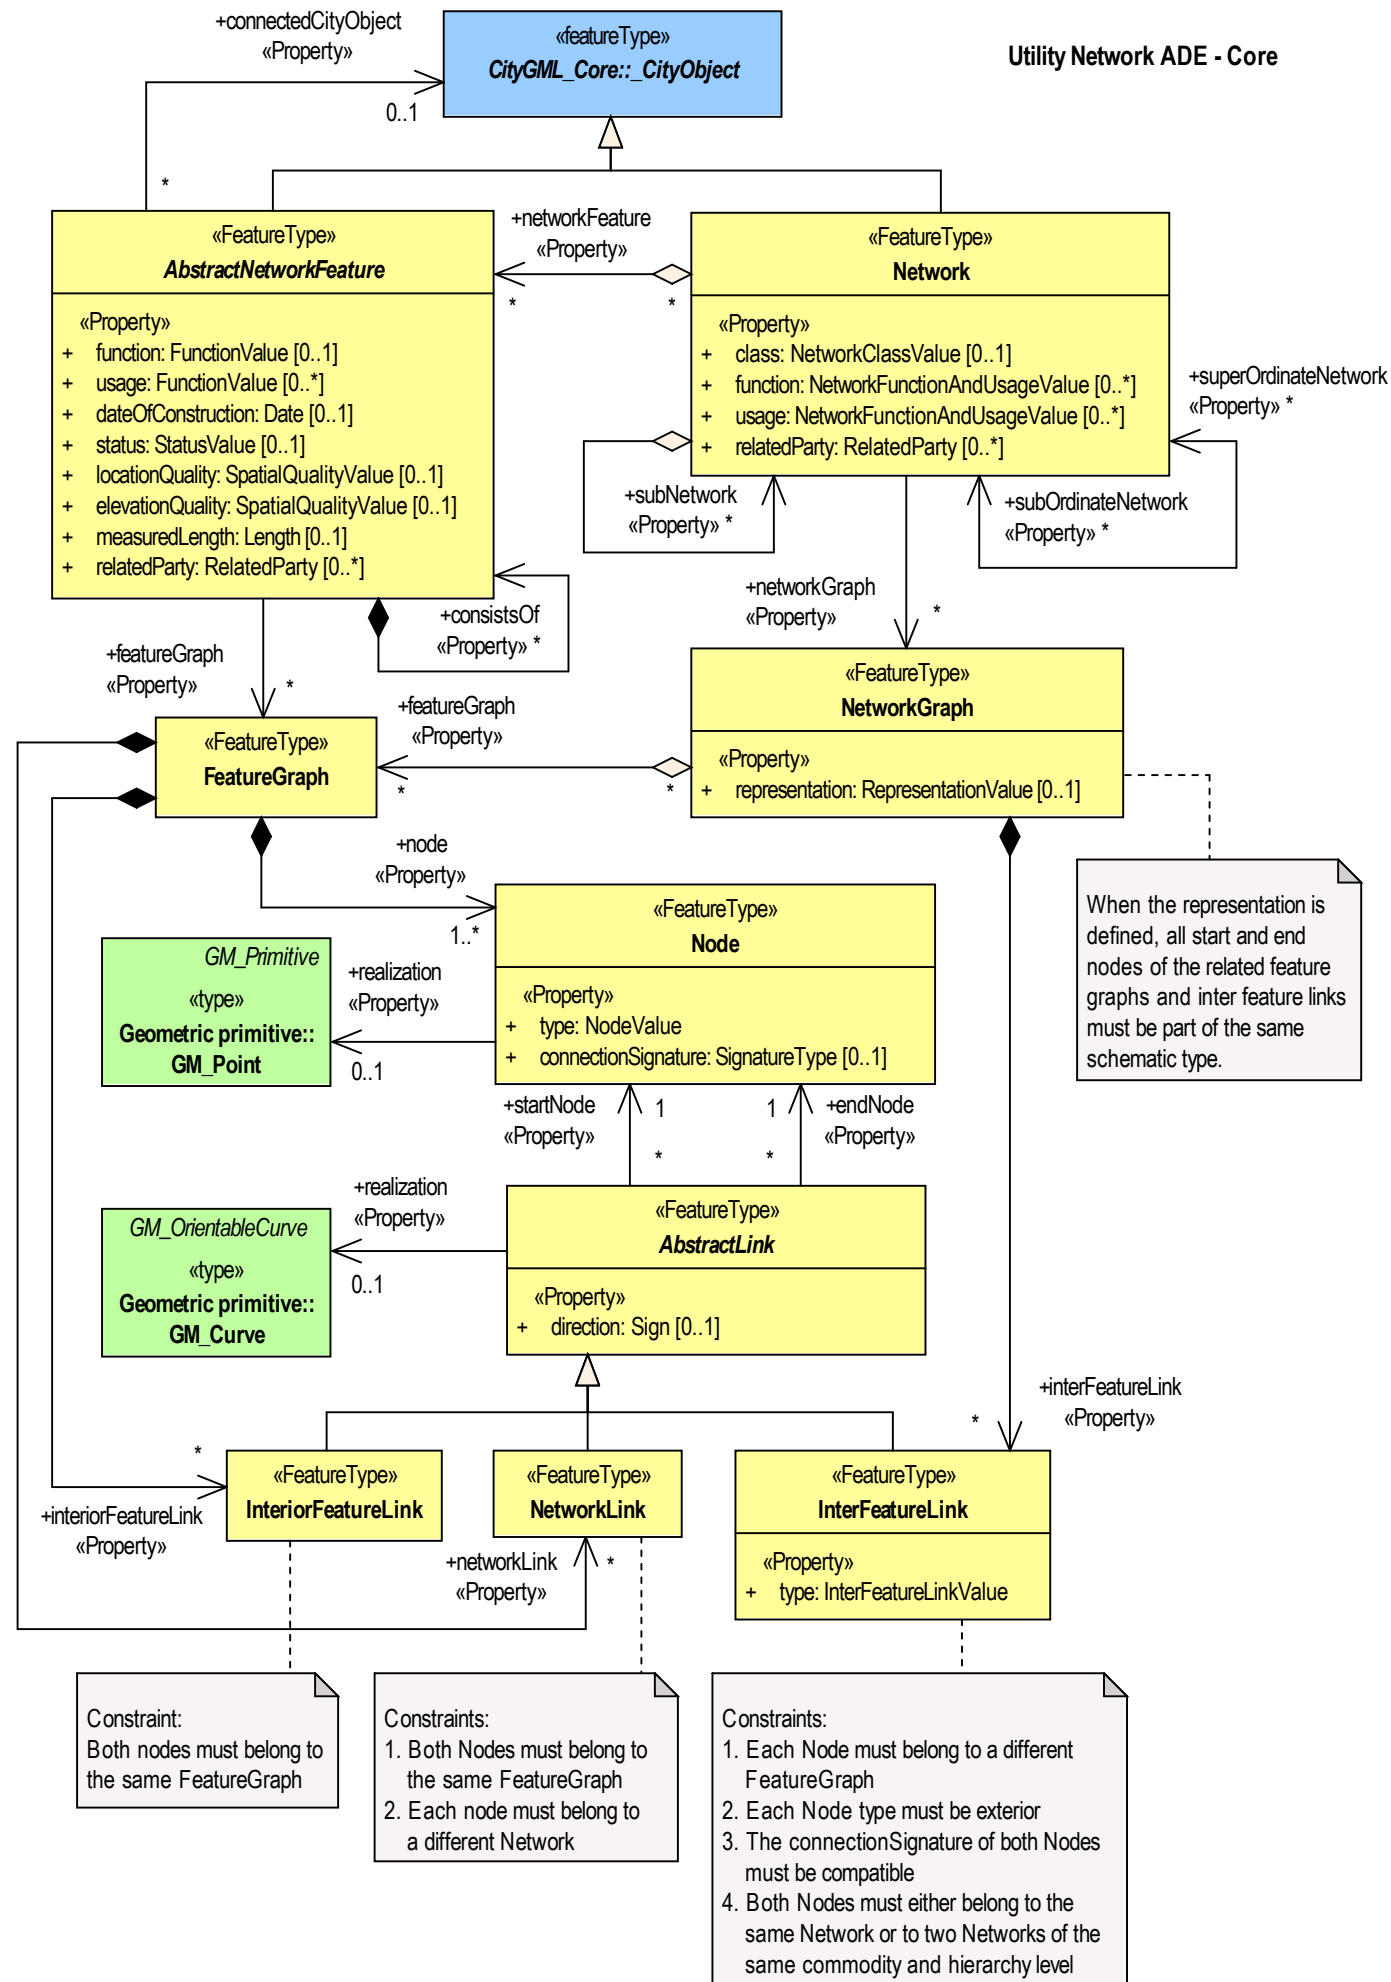 +connectedCityObject
«Property»
0..1
*
«featureType»
CityGML_Core::_CityObject
Utility Network ADE - Core
«FeatureType»
AbstractNetworkFeature
«Property»
+ function: FunctionValue [0..1]
+ usage: FunctionValue [0..*]
+ dateOfConstruction: Date [0..1]
+ status: StatusValue [0..1]
+ locationQuality: SpatialQualityValue [0..1]
+ elevationQuality: SpatialQualityValue [0..1]
+ measuredLength: Length [0..1]
+ relatedParty: RelatedParty [0..*]
+networkFeature
«Property»
*
*
«FeatureType»
Network
«Property»
+ class: NetworkClassValue [0..1]
+ function: NetworkFunctionAndUsageValue [0..*]
+ usage: NetworkFunctionAndUsageValue [0..*]
+ relatedParty: RelatedParty [0..*]
+superOrdinateNetwork
«Property» *
+subNetwork
«Property» *
+subOrdinateNetwork
«Property» *
+consistsOf
«Property» *
+networkGraph
«Property»
*
+featureGraph
«Property»
*
«FeatureType»
FeatureGraph
+featureGraph
«Property»
*
*
«FeatureType»
NetworkGraph
«Property»
+ representation: RepresentationValue [0..1]
+node
«Property»
1..*
When the representation is
defined, all start and end
nodes of the related feature
graphs and inter feature links
must be part of the same
schematic type.
«FeatureType»
Node
«Property»
+ type: NodeValue
+ connectionSignature: SignatureType [0..1]
GM_Primitive
«type»
Geometric primitive::
GM_Point
+realization
«Property»
0..1
+startNode
«Property»
1
*
1
*
+endNode
«Property»
+realization
«Property»
0..1
GM_OrientableCurve
«type»
Geometric primitive::
GM_Curve
«FeatureType»
AbstractLink
«Property»
+ direction: Sign [0..1]
+interFeatureLink
«Property»
*
*
+interiorFeatureLink
«Property»
«FeatureType»
InteriorFeatureLink
«FeatureType»
NetworkLink
«FeatureType»
InterFeatureLink
«Property»
+ type: InterFeatureLinkValue
+networkLink
«Property»
*
Constraint:
Both nodes must belong to
the same FeatureGraph
Constraints:
1. Both Nodes must belong to
the same FeatureGraph
2. Each node must belong to
a different Network
Constraints:
1. Each Node must belong to a different
FeatureGraph
2. Each Node type must be exterior
3. The connectionSignature of both Nodes
must be compatible
4. Both Nodes must either belong to the
same Network or to two Networks of the
same commodity and hierarchy level